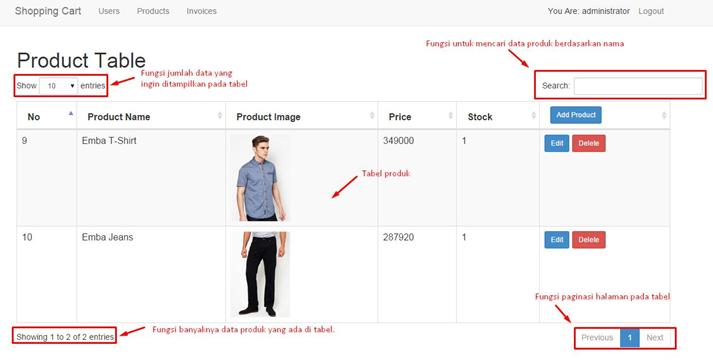 Shopping Cart Users Products Invoices You Are: administrator Logout
Fungsi untuk mencari data produk berdasarkan nama
Product Table
Fungsi jumlah data yang
ingin ditampilkan pada tabel
Show 10 entries
Search:
No Product Name Product Image Price Stock Add Product
9 Emba T-Shirt 349000 1 Edit Delete
Tabel produk
10 Emba Jeans 287920 1 Edit Delete
Fungsi paginasi halaman pada tabel
Fungsi banyaknya data produk yang ada di tabel.
Showing 1 to 2 of 2 entries
Previous 1 Next